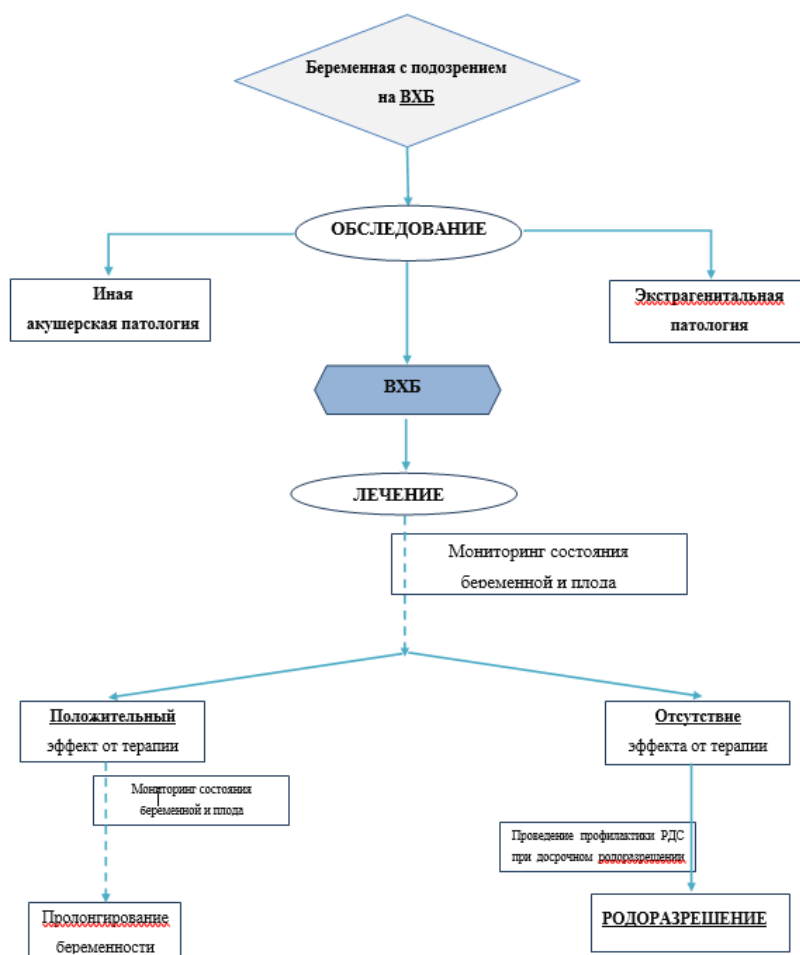 Беременная с подозрением
на ВХБ
ОБСЛЕДОВАНИЕ
Иная
акушерская патология
Экстрагенитальная
патология
ВХБ
ЛЕЧЕНИЕ
Мониторинг состояния
беременной и плода
Положительный
эффект от терапии
Отсутствие
эффекта от терапии
Мониторинг состояния
беременной и плода
Проведение профилактики РДС
при досрочном родоразрешении
Пролонгирование
беременности
РОДОРАЗРЕШЕНИЕ